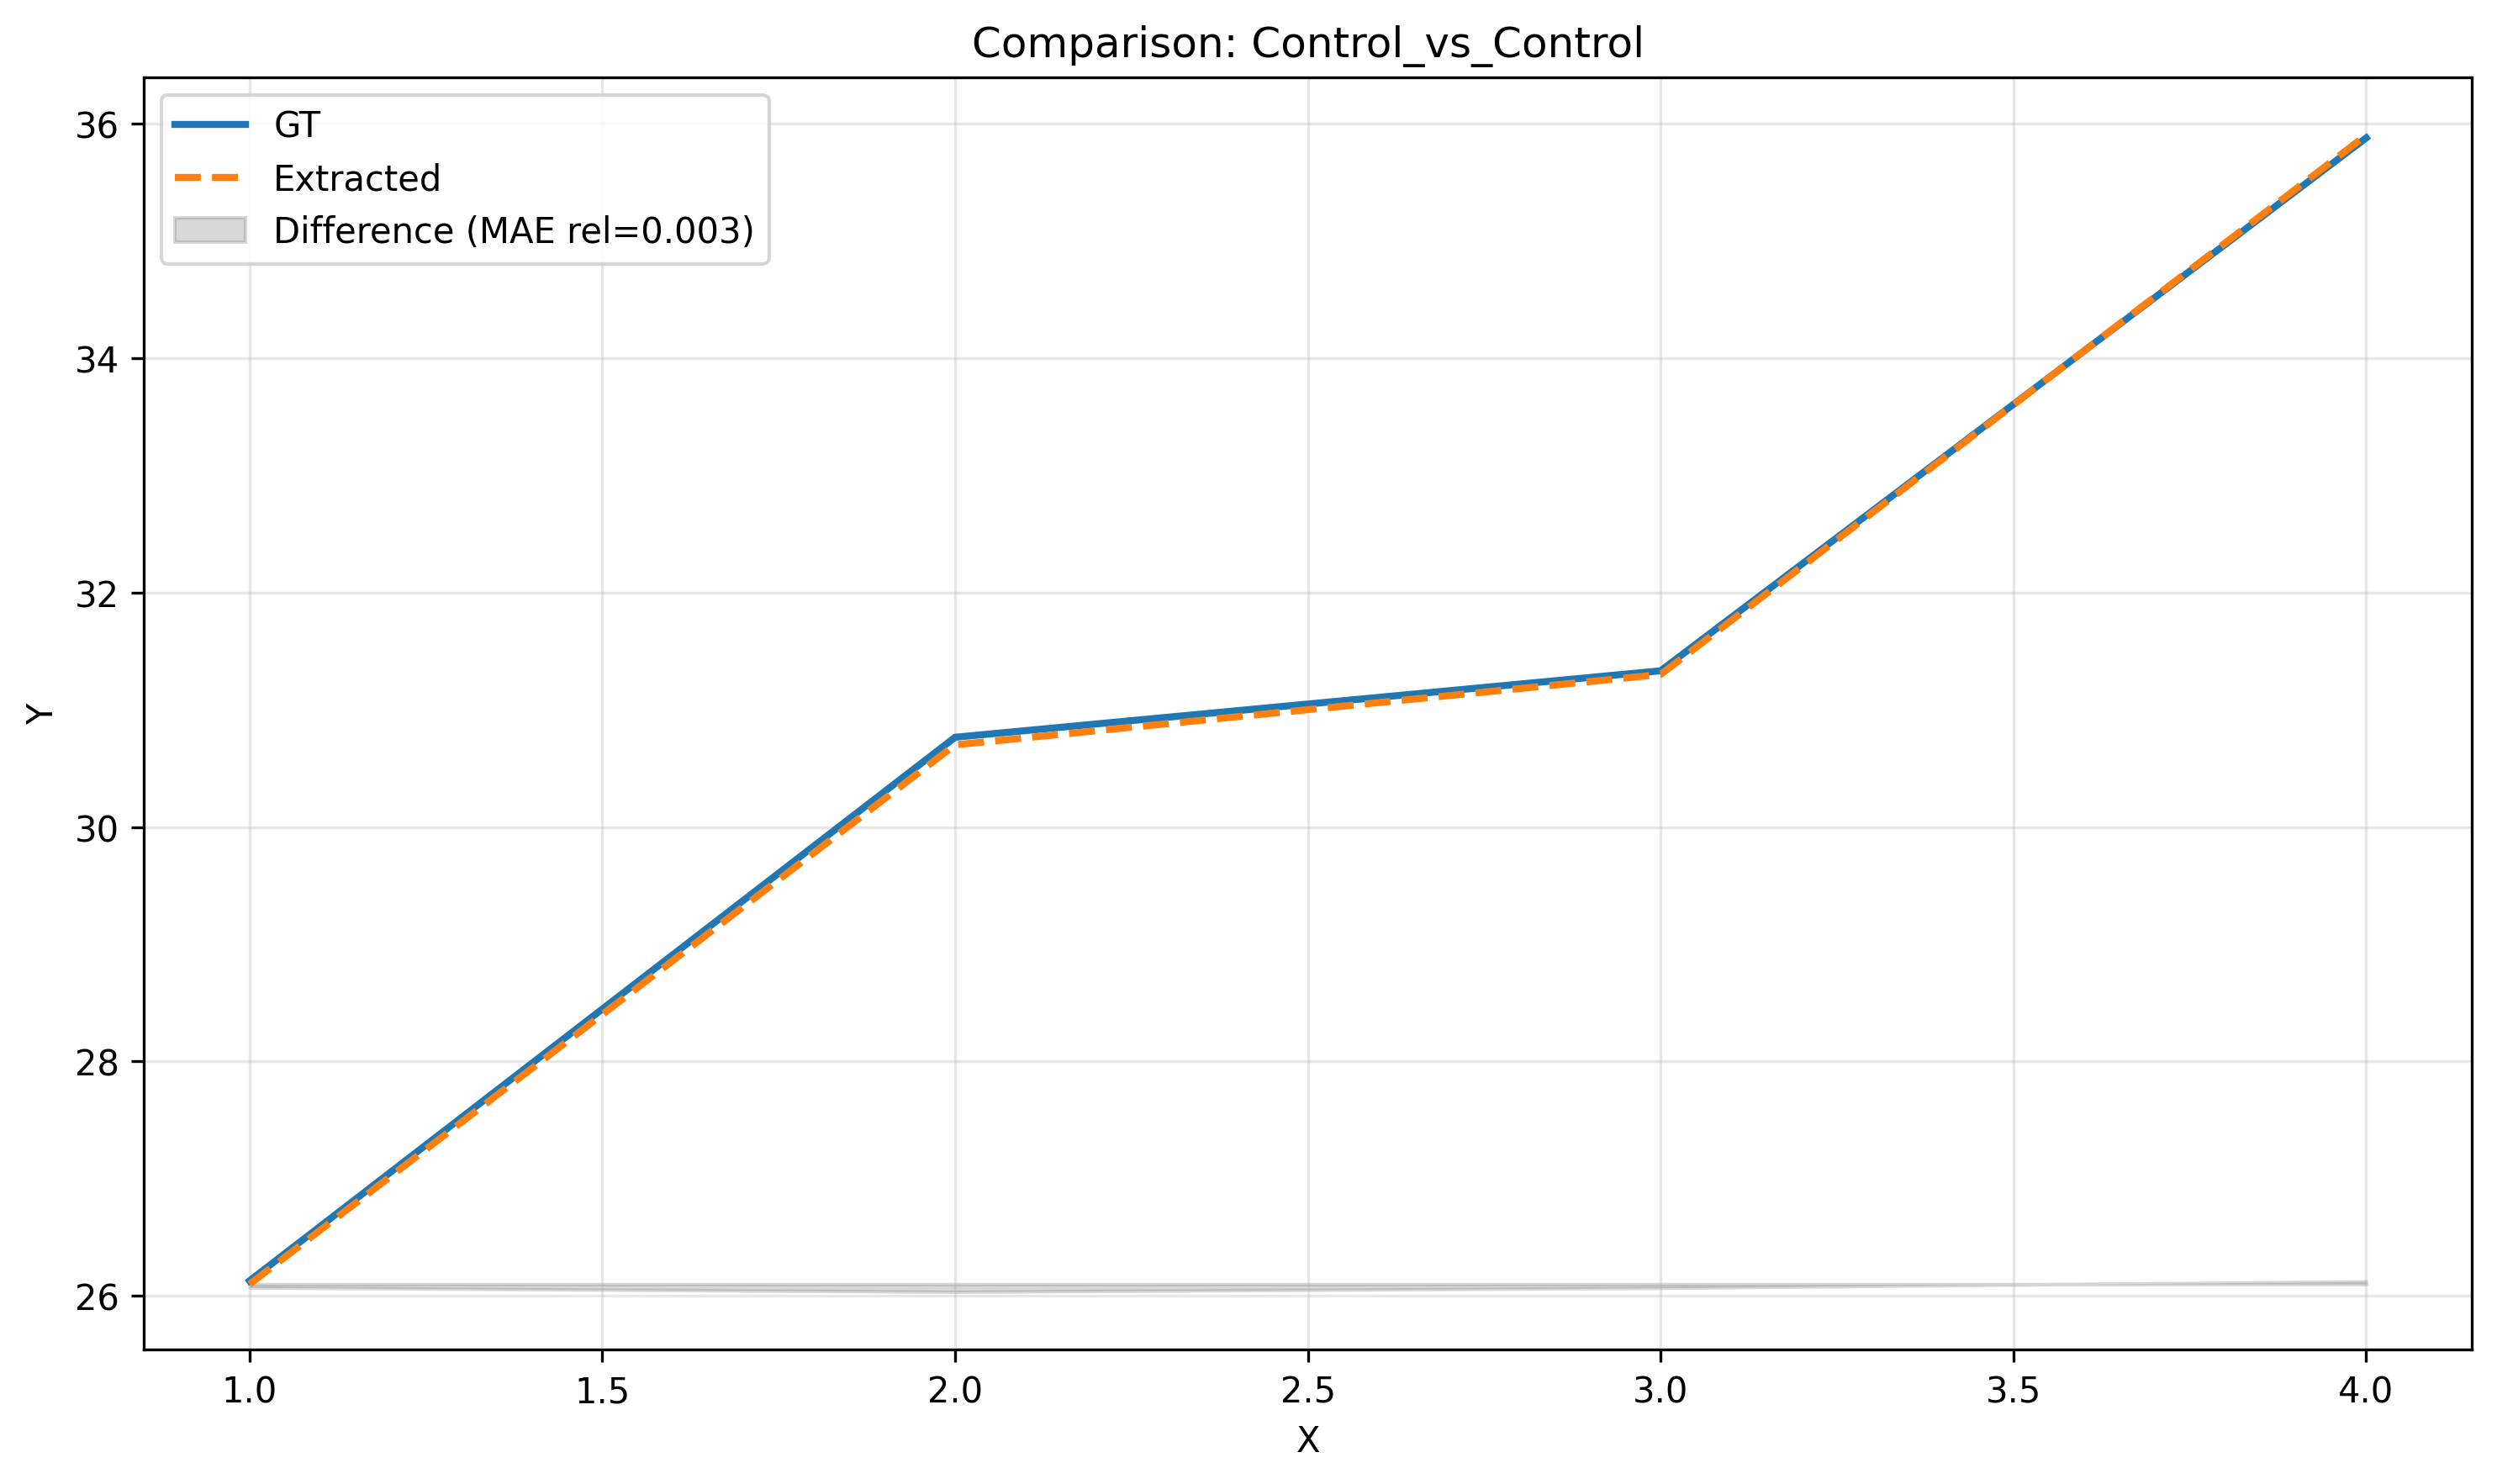 Comparison: Control_vs_Control
GT
Extracted
Difference (MAE rel=0.003)
36
34
32
30
28
26
Y
1.0 1.5 2.0 2.5 3.0 3.5 4.0
X